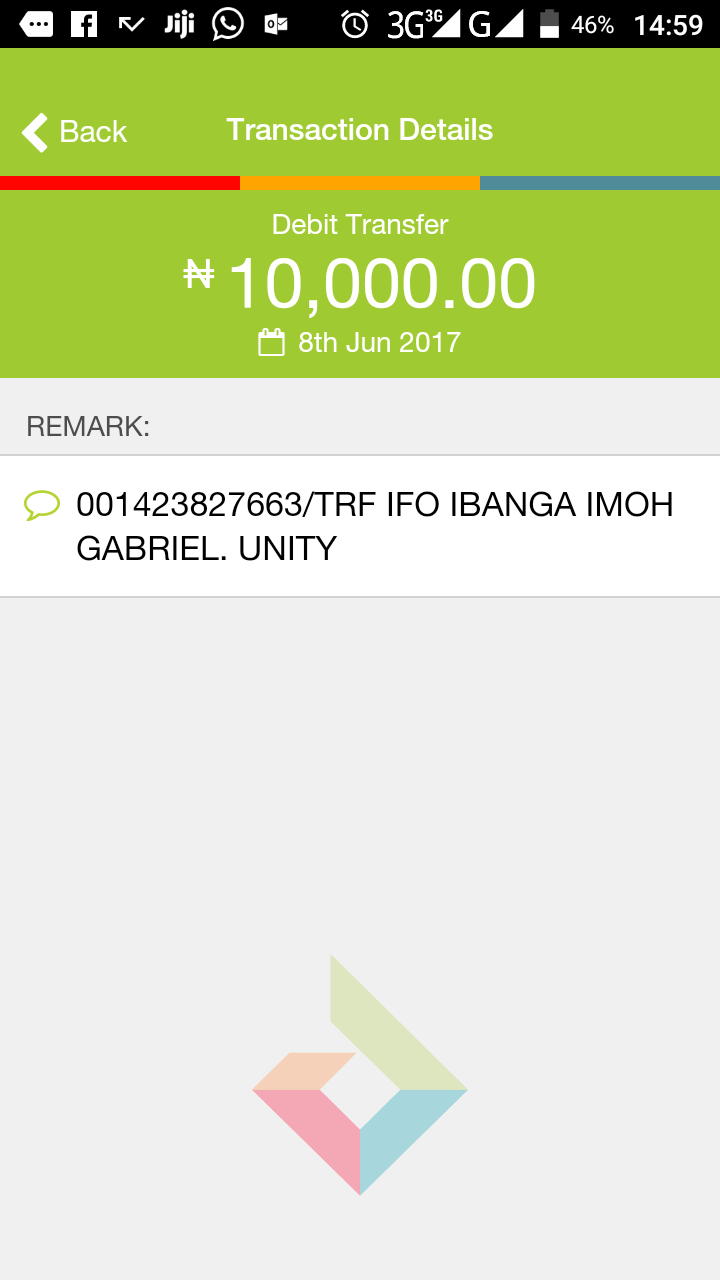 Jiji 3G 3G G 46% 14:59
Back Transaction Details
Debit Transfer
₦ 10,000.00
8th Jun 2017
REMARK:
001423827663/TRF IFO IBANGA IMOH
GABRIEL. UNITY